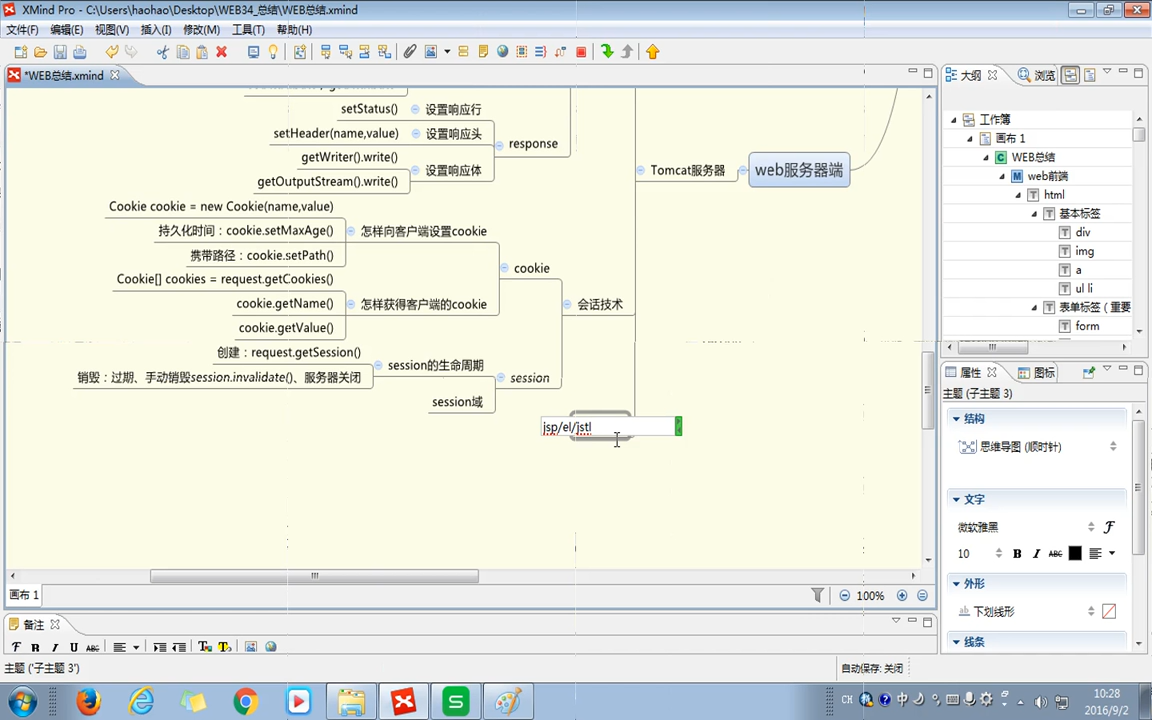 XMind Pro - C:\Users\haohao\Desktop\WEB34_总结\WEB总结.xmind
文件(F) 编辑(E) 视图(V) 插入(I) 修改(M) 工具(T) 帮助(H)
*WEB总结.xmind
setStatus() 设置响应行
setHeader(name,value) 设置响应头
getWriter().write()
getOutputStream().write()
设置响应体
response
Cookie cookie = new Cookie(name,value)
持久化时间：cookie.setMaxAge()
携带路径：cookie.setPath()
怎样向客户端设置cookie
Cookie[] cookies = request.getCookies()
cookie.getName()
cookie.getValue()
怎样获得客户端的cookie
cookie
创建：request.getSession()
销毁：过期、手动销毁session.invalidate()、服务器关闭
session的生命周期
session域
session
会话技术
jsp/el/jstl
Tomcat服务器
web服务器端
画布 1
100%
大纲
浏览
工作簿
画布 1
WEB总结
web前端
html
基本标签
div
img
a
ul li
表单标签（重要
form
属性
图标
主题 (子主题 3)
结构
思维导图 (顺时针)
文字
微软雅黑
10
外形
下划线形
线条
备注
主题 ('子主题 3')
自动保存: 关闭
CH
中
10:28
2016/9/2